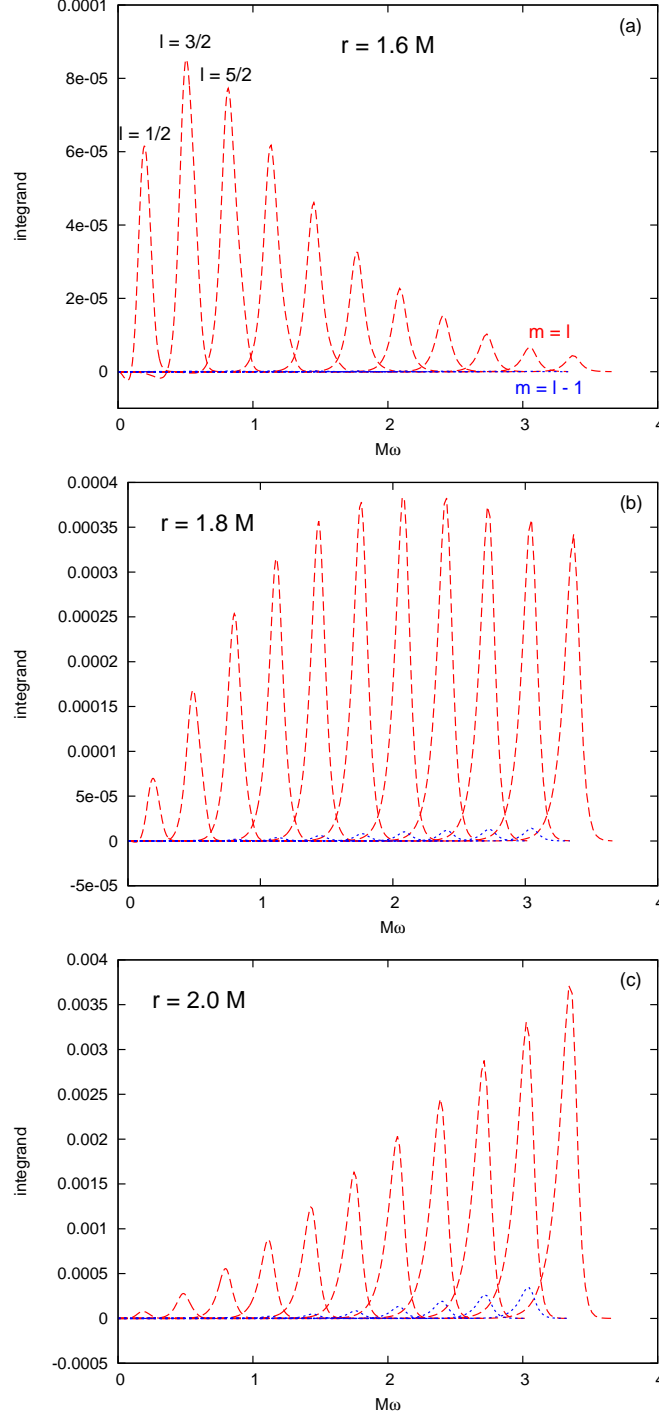 0.0001
(a)
l = 3/2
r = 1.6 M
8e-05
l = 5/2
l = 1/2
6e-05
integrand
4e-05
2e-05
m = l
0
m = l - 1
0
1
2
3
4
Mω
0.0004
(b)
r = 1.8 M
0.00035
0.0003
0.00025
integrand
0.0002
0.00015
0.0001
5e-05
0
-5e-05
0
1
2
3
4
Mω
0.004
(c)
r = 2.0 M
0.0035
0.003
0.0025
integrand
0.002
0.0015
0.001
0.0005
0
-0.0005
0
1
2
3
4
Mω